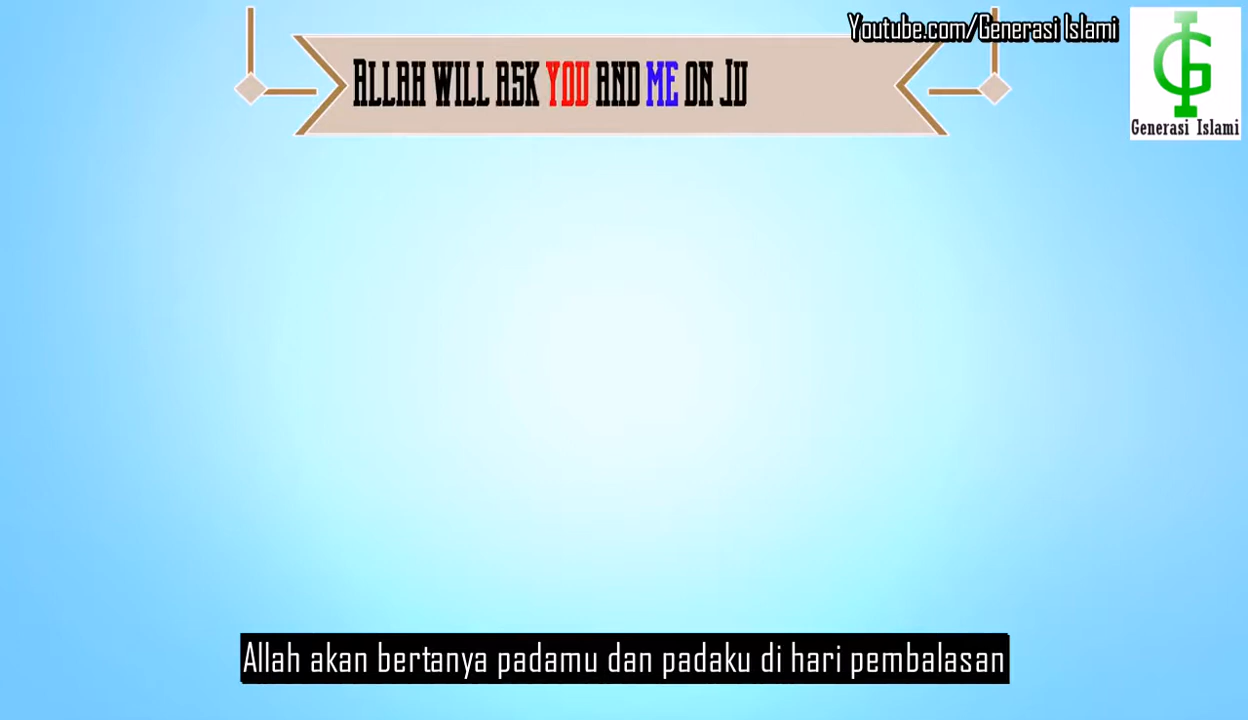 Youtube.com/Generasi Islami
Allah will ask YOU and ME on Ju
Generasi Islami
Allah akan bertanya padamu dan padaku di hari pembalasan